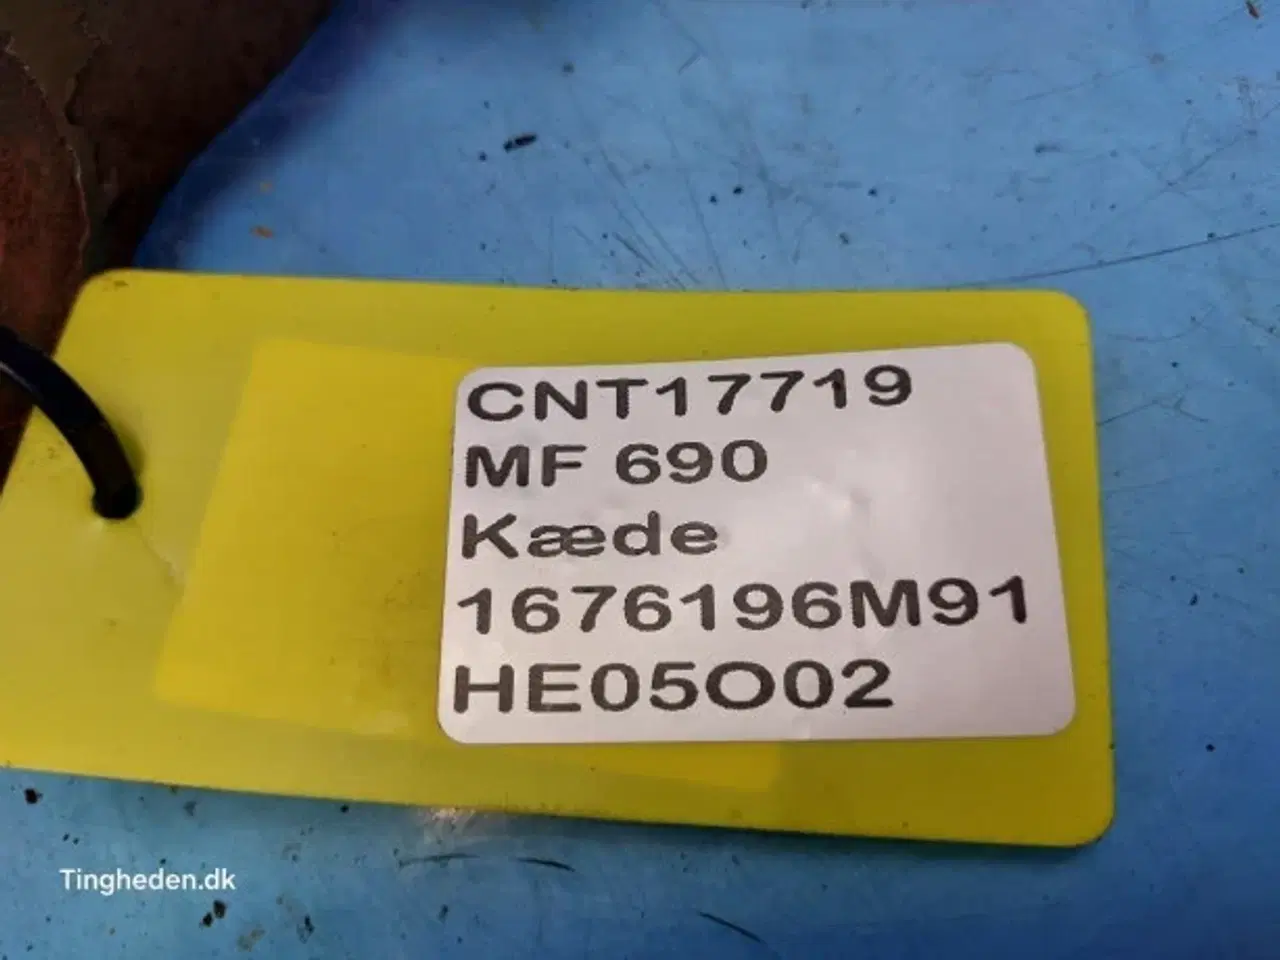 CNT17719
MF 690
Kæde
1676196M91
HE05O02
Tingheden.dk